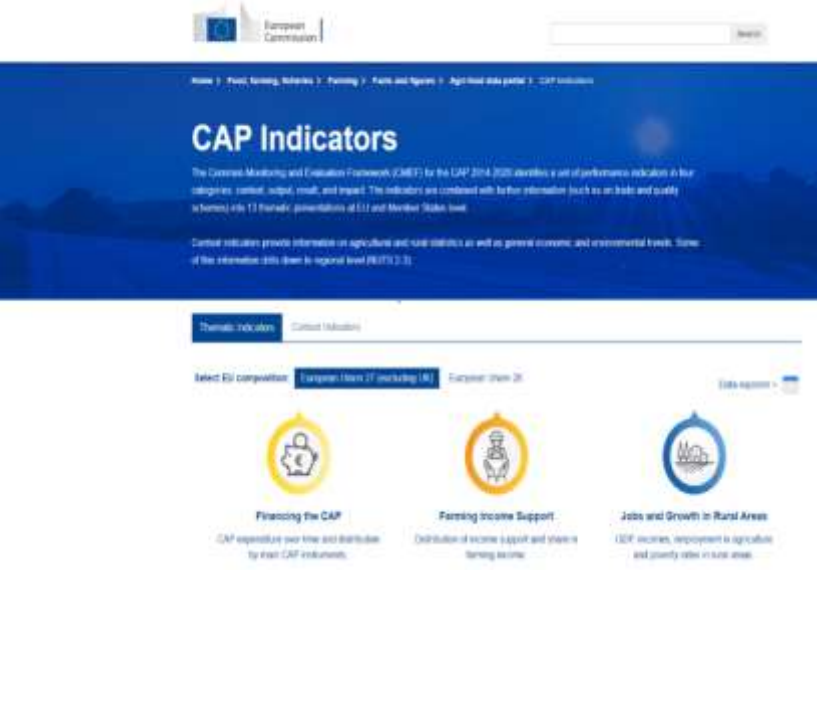 European
Commission
Search
Home > Food, farming, fisheries > Farming > Facts and figures > Agri-food data portal > CAP Indicators
CAP Indicators
The Common Monitoring and Evaluation Framework (CMEF) for the CAP 2014-2020 identifies a set of performance indicators in four
categories: context, output, result, and impact. The indicators are combined with further information (such as on trade and quality
schemes) into 13 thematic presentations at EU and Member States level.
Context indicators provide information on agricultural and rural statistics as well as general economic and environmental trends. Some
of this information drills down to regional level (NUTS 2-3).
Thematic Indicators Context Indicators
Select EU composition: European Union 27 (excluding UK) European Union 28
Data explorer >
Financing the CAP Farming Income Support Jobs and Growth in Rural Areas
CAP expenditure over time and distribution Distribution of income support and share in GDP, incomes, employment in agriculture
by main CAP instruments. farming income. and poverty rates in rural areas.